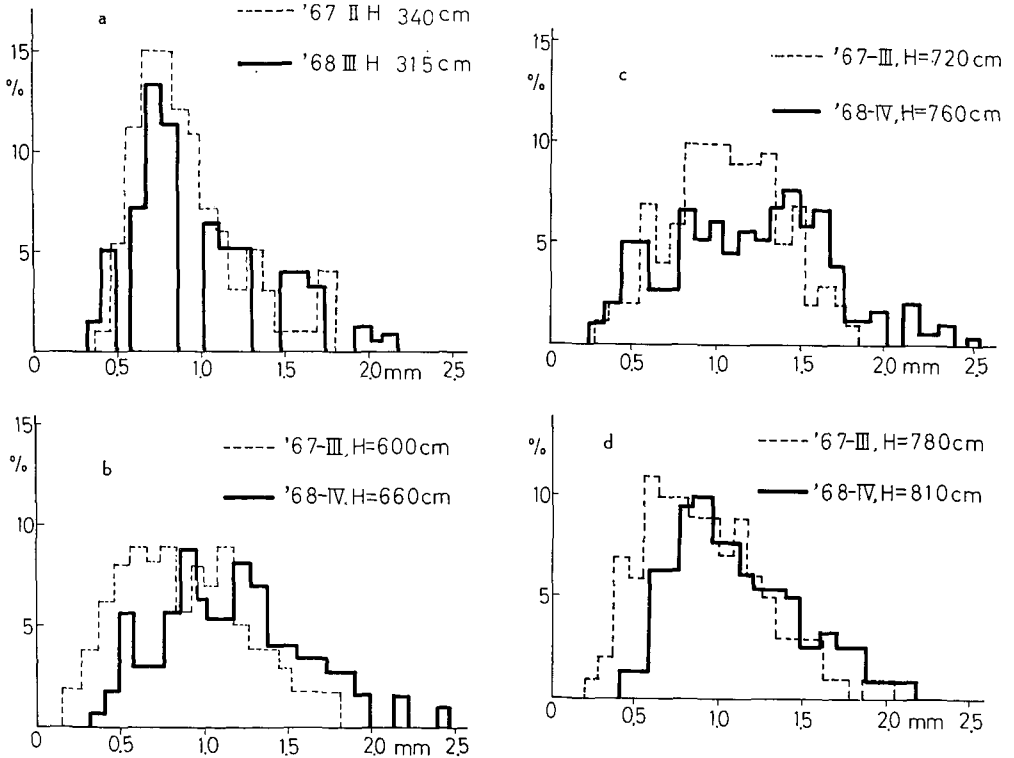 a
'67 II H 340cm
'68 III H 315cm
15
%
10
5
0 0.5 1.0 1.5 2.0 mm 2.5
b
'67-III, H=600cm
'68-IV. H=660cm
15
%
10
5
0 0.5 1.0 1.5 2.0 mm 2.5
c
'67-III, H=720cm
'68-IV, H=760cm
15
%
10
5
0 0.5 1.0 1.5 2.0 mm 2.5
d
'67-III, H=780cm
'68-IV, H=810cm
%
10
5
0 0.5 1.0 1.5 2.0 mm 2.5